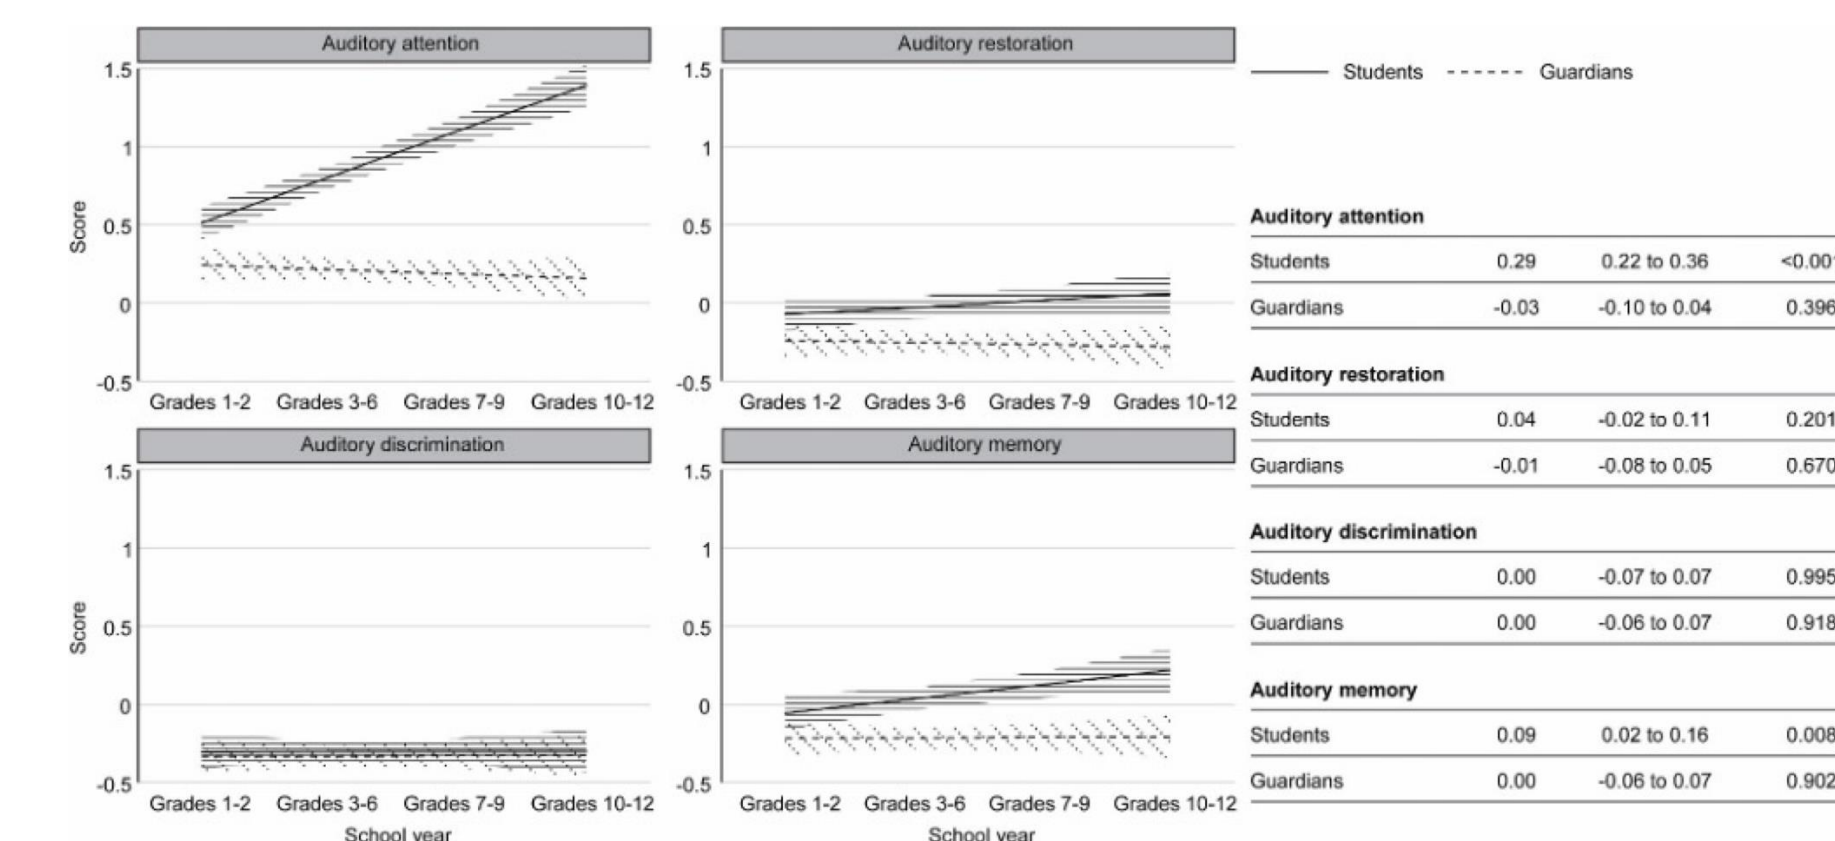 Auditory attention
Auditory restoration
1.5
1
0.5
0
-0.5
Score
Grades 1-2 Grades 3-6 Grades 7-9 Grades 10-12
1.5
1
0.5
0
-0.5
Grades 1-2 Grades 3-6 Grades 7-9 Grades 10-12
Auditory discrimination
Auditory memory
1.5
1
0.5
0
-0.5
Score
Grades 1-2 Grades 3-6 Grades 7-9 Grades 10-12
School year
1.5
1
0.5
0
-0.5
Grades 1-2 Grades 3-6 Grades 7-9 Grades 10-12
School year
Students Guardians
Auditory attention
Students 0.29 0.22 to 0.36 <0.001
Guardians -0.03 -0.10 to 0.04 0.396
Auditory restoration
Students 0.04 -0.02 to 0.11 0.201
Guardians -0.01 -0.08 to 0.05 0.670
Auditory discrimination
Students 0.00 -0.07 to 0.07 0.995
Guardians 0.00 -0.06 to 0.07 0.918
Auditory memory
Students 0.09 0.02 to 0.16 0.008
Guardians 0.00 -0.06 to 0.07 0.902